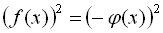 (f(x))² = (− φ(x))²